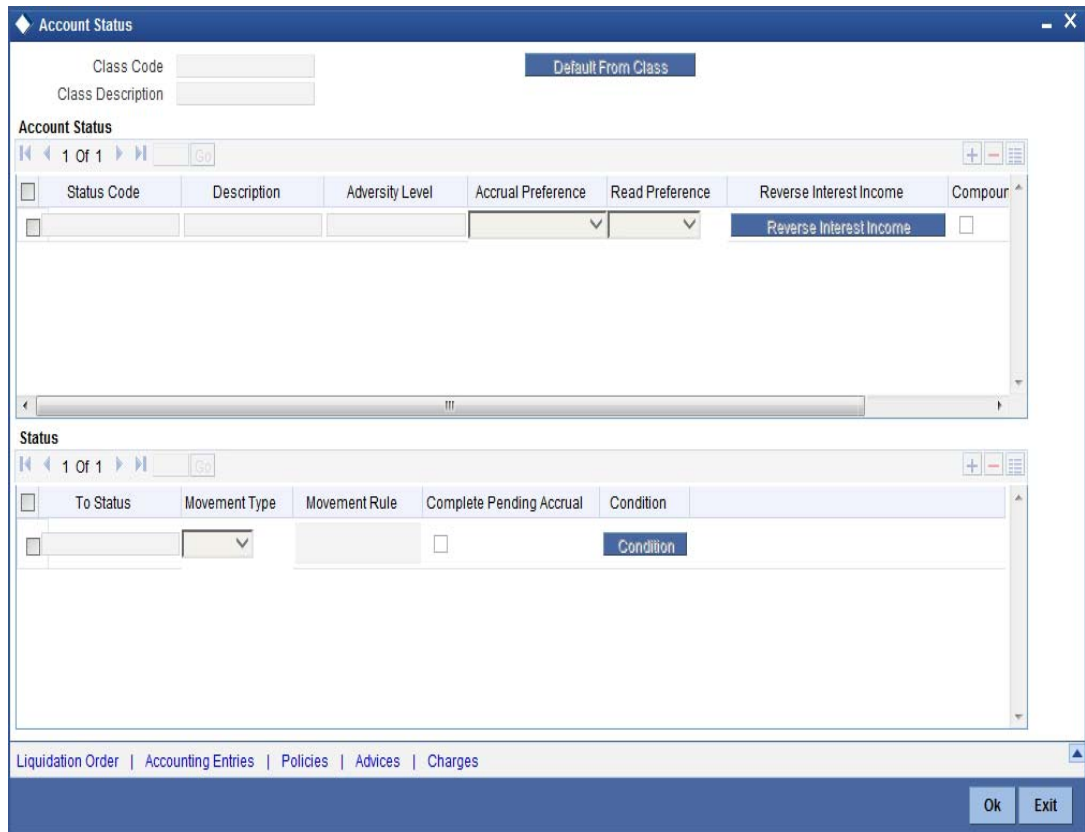 Account Status
Class Code
Default From Class
Class Description
Account Status
1 Of 1 Go
Status Code Description Adversity Level Accrual Preference Read Preference Reverse Interest Income Compoun
Reverse Interest Income
Status
1 Of 1 Go
To Status Movement Type Movement Rule Complete Pending Accrual Condition
Condition
Liquidation Order | Accounting Entries | Policies | Advices | Charges
Ok Exit